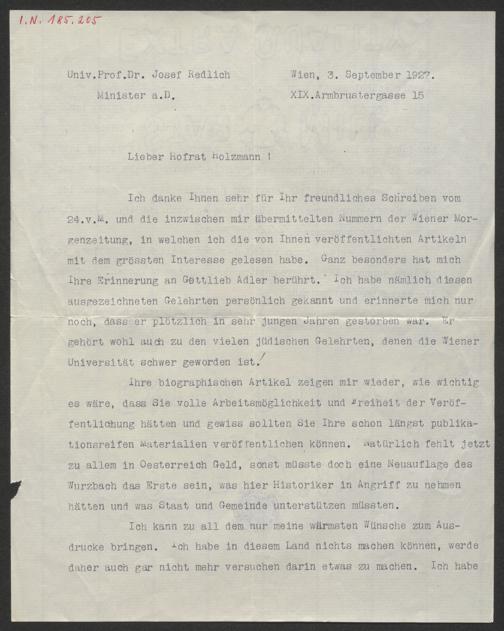 I.N. 185.205
Univ.Prof.Dr. Josef Redlich Wien, 3. September 1927.
Minister a.D. XIX.Armbrustergasse 15
Lieber Hofrat Holzmann !
Ich danke Ihnen sehr für Ihr freundliches Schreiben vom
24.v.M. und die inzwischen mir übermittelten Nummern der Wiener Mor-
genzeitung, in welchen ich die von Ihnen veröffentlichten Artikeln
mit dem grössten Interesse gelesen habe. Ganz besonders hat mich
Ihre Erinnerung an Gottlieb Adler berührt. Ich habe nämlich diesen
ausgezeichneten Gelehrten persönlich gekannt und erinnerte mich nur
noch, dass er plötzlich in sehr jungen Jahren gestorben war. Er
gehört wohl auch zu den vielen jüdischen Gelehrten, denen die Wiener
Universität schwer geworden ist./
Ihre biographischen Artikel zeigen mir wieder, wie wichtig
es wäre, dass Sie volle Arbeitsmöglichkeit und Freiheit der Veröf-
fentlichung hätten und gewiss sollten Sie Ihre schon längst publika-
tionsreifen Materialien veröffentlichen können. Natürlich fehlt jetzt
zu allem in Oesterreich Geld, sonst müsste doch eine Neuauflage des
Wurzbach das Erste sein, was hier Historiker in Angriff zu nehmen
hätten und was Staat und Gemeinde unterstützen müssten.
Ich kann zu all dem nur meine wärmsten Wünsche zum Aus-
drucke bringen. Ich habe in diesem Land nichts machen können, werde
daher auch gar nicht mehr versuchen darin etwas zu machen. Ich habe